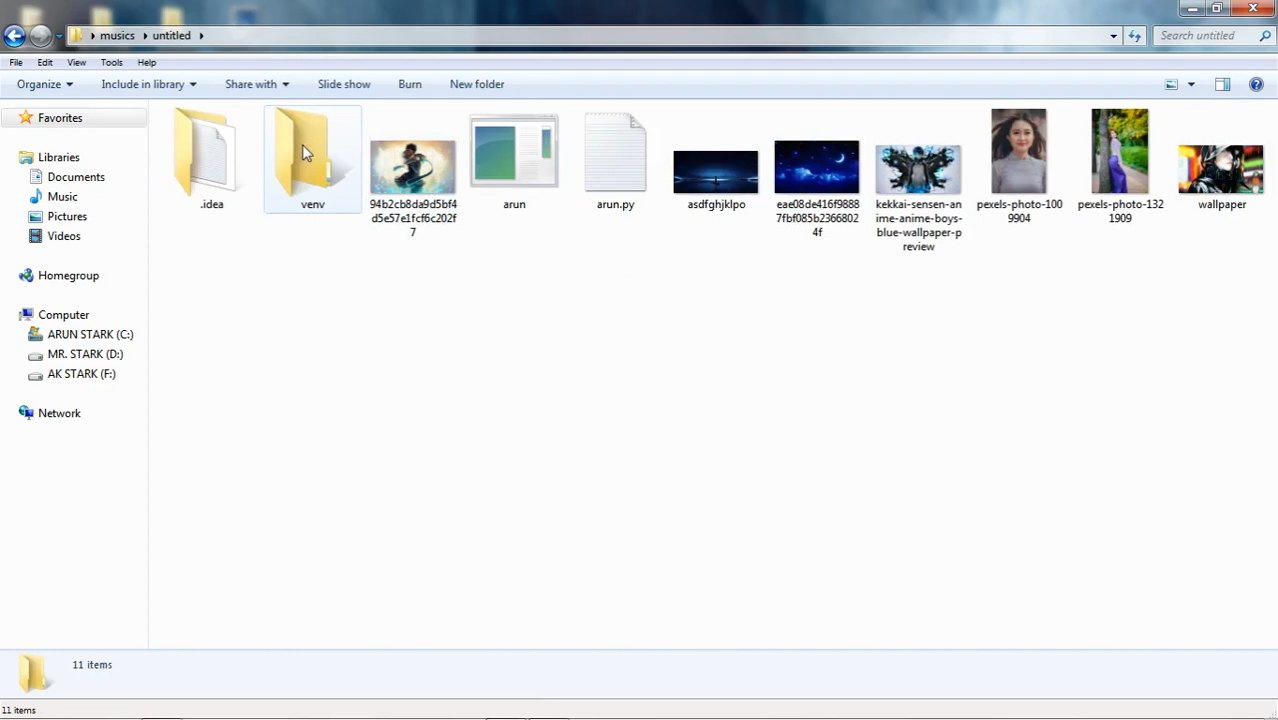 musics untitled
Search untitled
File Edit View Tools Help
Organize Include in library Share with Slide show Burn New folder
Favorites
Libraries
Documents
Music
Pictures
Videos
Homegroup
Computer
ARUN STARK (C:)
MR. STARK (D:)
AK STARK (F:)
Network
.idea
venv
94b2cb8da9d5bf4
d5e57e1fcf6c202f
7
arun
arun.py
asdfghjklpo
eae08de416f9888
7fbf085b2366802
4f
kekkai-sensen-an
ime-anime-boys-
blue-wallpaper-p
review
pexels-photo-100
9904
pexels-photo-132
1909
wallpaper
11 items
11 items